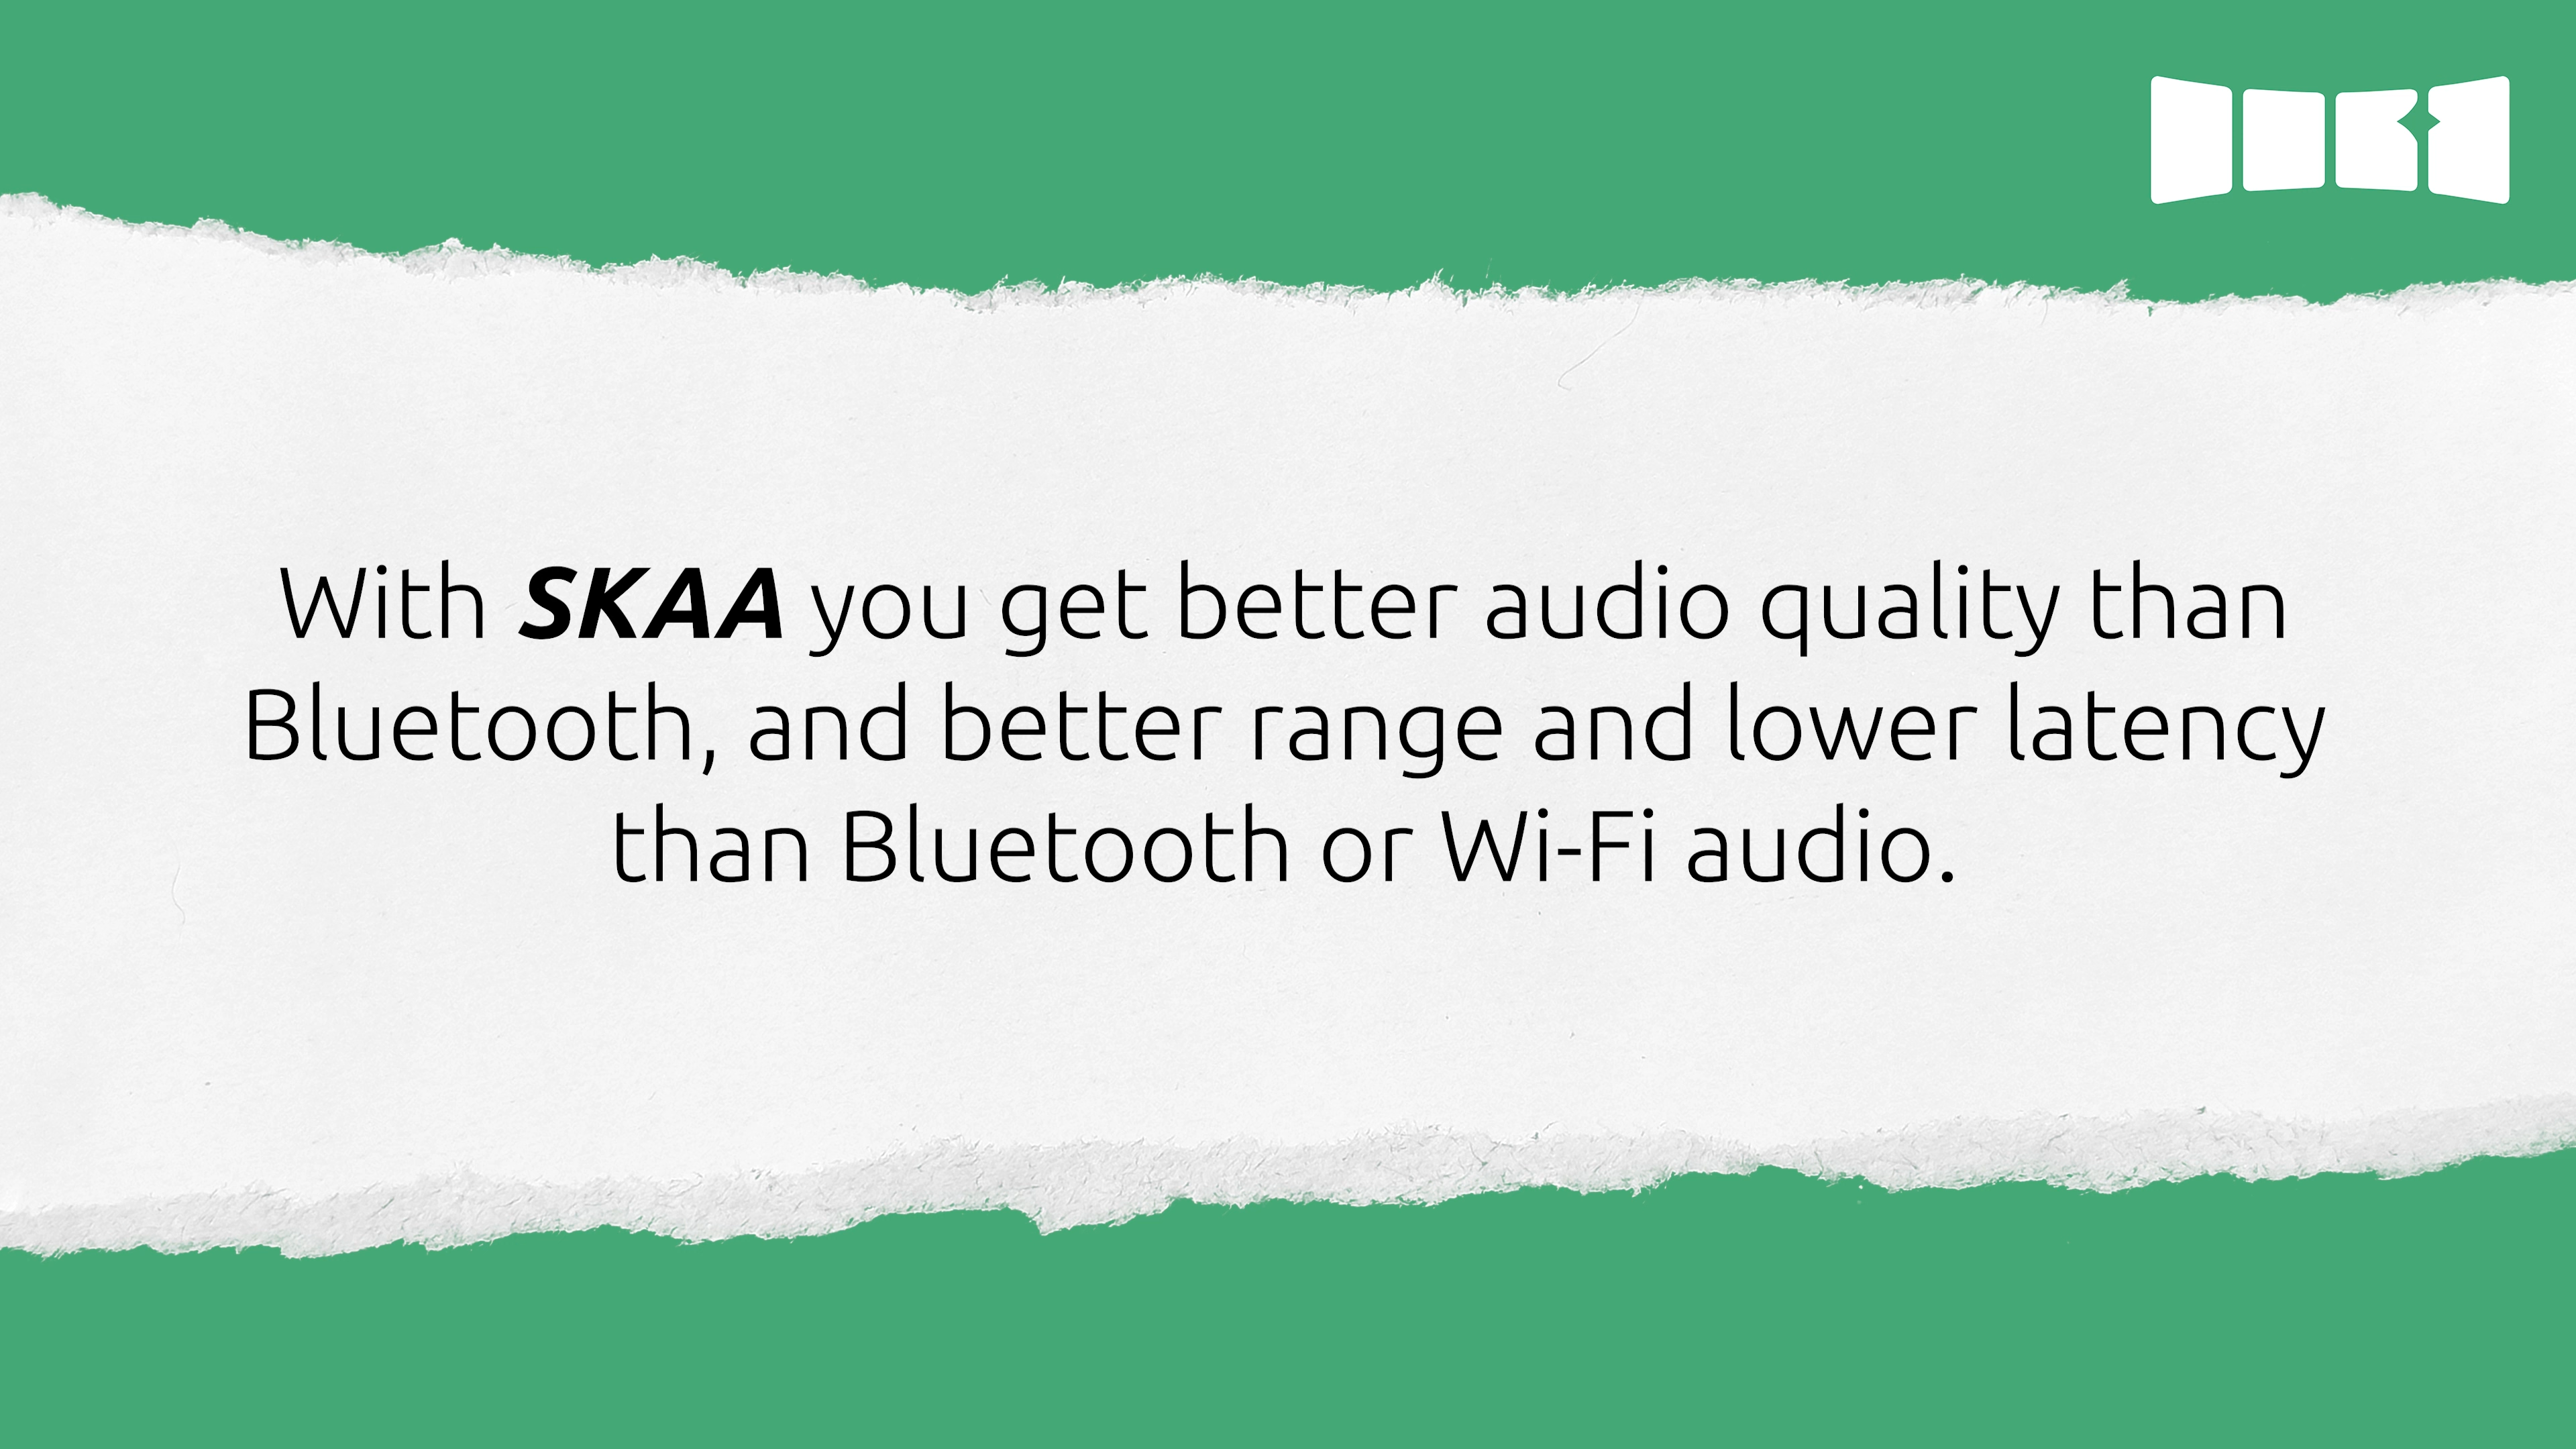 With SKAA you get better audio quality than
Bluetooth, and better range and lower latency
than Bluetooth or Wi-Fi audio.